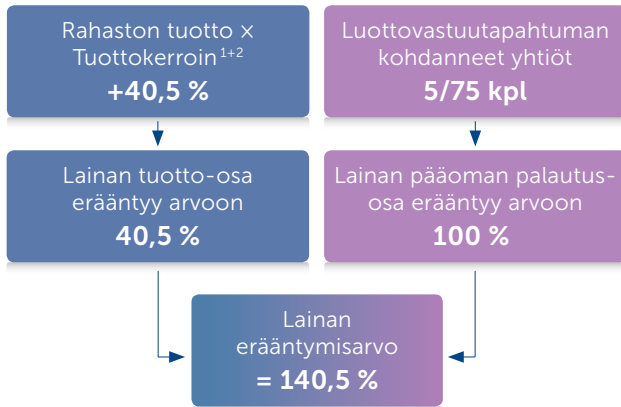 Rahaston tuotto ×
Tuottokerroin¹⁺²
+40,5 %
Luottovastuutapahtuman
kohdanneet yhtiöt
5/75 kpl
Lainan tuotto-osa
erääntyy arvoon
40,5 %
Lainan pääoman palautus-
osa erääntyy arvoon
100 %
Lainan
erääntymisarvo
= 140,5 %